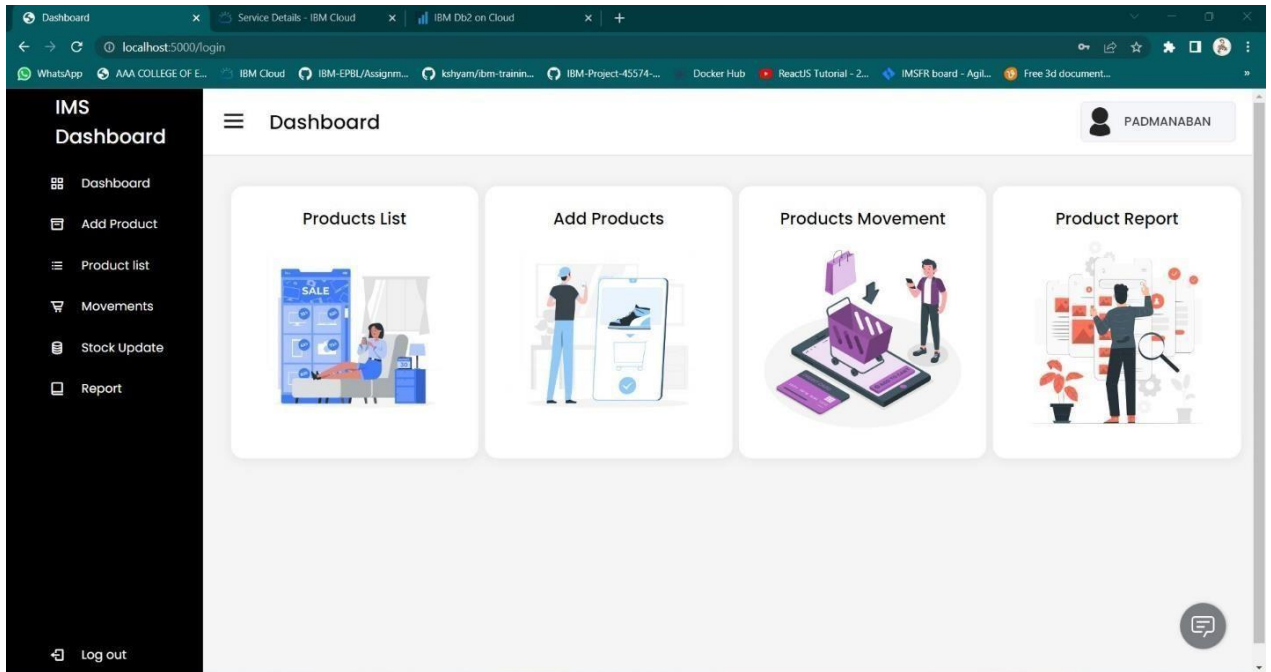 Dashboard
Service Details - IBM Cloud
IBM Db2 on Cloud
localhost:5000/login
WhatsApp
AAA COLLEGE OF E...
IBM Cloud
IBM-EPBL/Assignm...
kshyam/ibm-trainin...
IBM-Project-45574-...
Docker Hub
ReactJS Tutorial - 2...
IMSFR board - Agil...
Free 3d document...
IMS
Dashboard
Dashboard
PADMANABAN
Dashboard
Add Product
Product list
Movements
Stock Update
Report
Log out
Products List
SALE
Add Products
Products Movement
Product Report